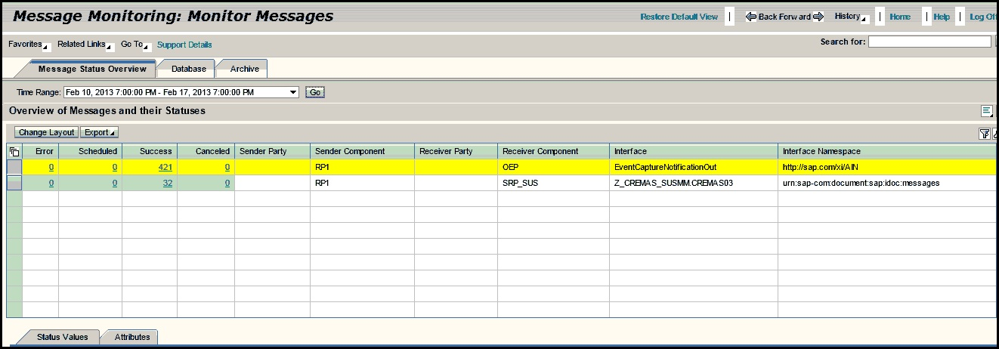 Message Monitoring: Monitor Messages
Restore Default View | Back Forward History | Home | Help | Log Of
Favorites Related Links Go To Support Details
Search for:
Message Status Overview Database Archive
Time Range: Feb 10, 2013 7:00:00 PM - Feb 17, 2013 7:00:00 PM Go
Overview of Messages and their Statuses
Change Layout Export
Error Scheduled Success Canceled Sender Party Sender Component Receiver Party Receiver Component Interface Interface Namespace
0 0 421 0 RP1 OEP EventCaptureNotificationOut http://sap.com/xi/AIN
0 0 32 0 RP1 SRP_SUS Z_CREMAS_SUSMM.CREMAS03 urn:sap-com:document:sap:idoc:messages
Status Values Attributes